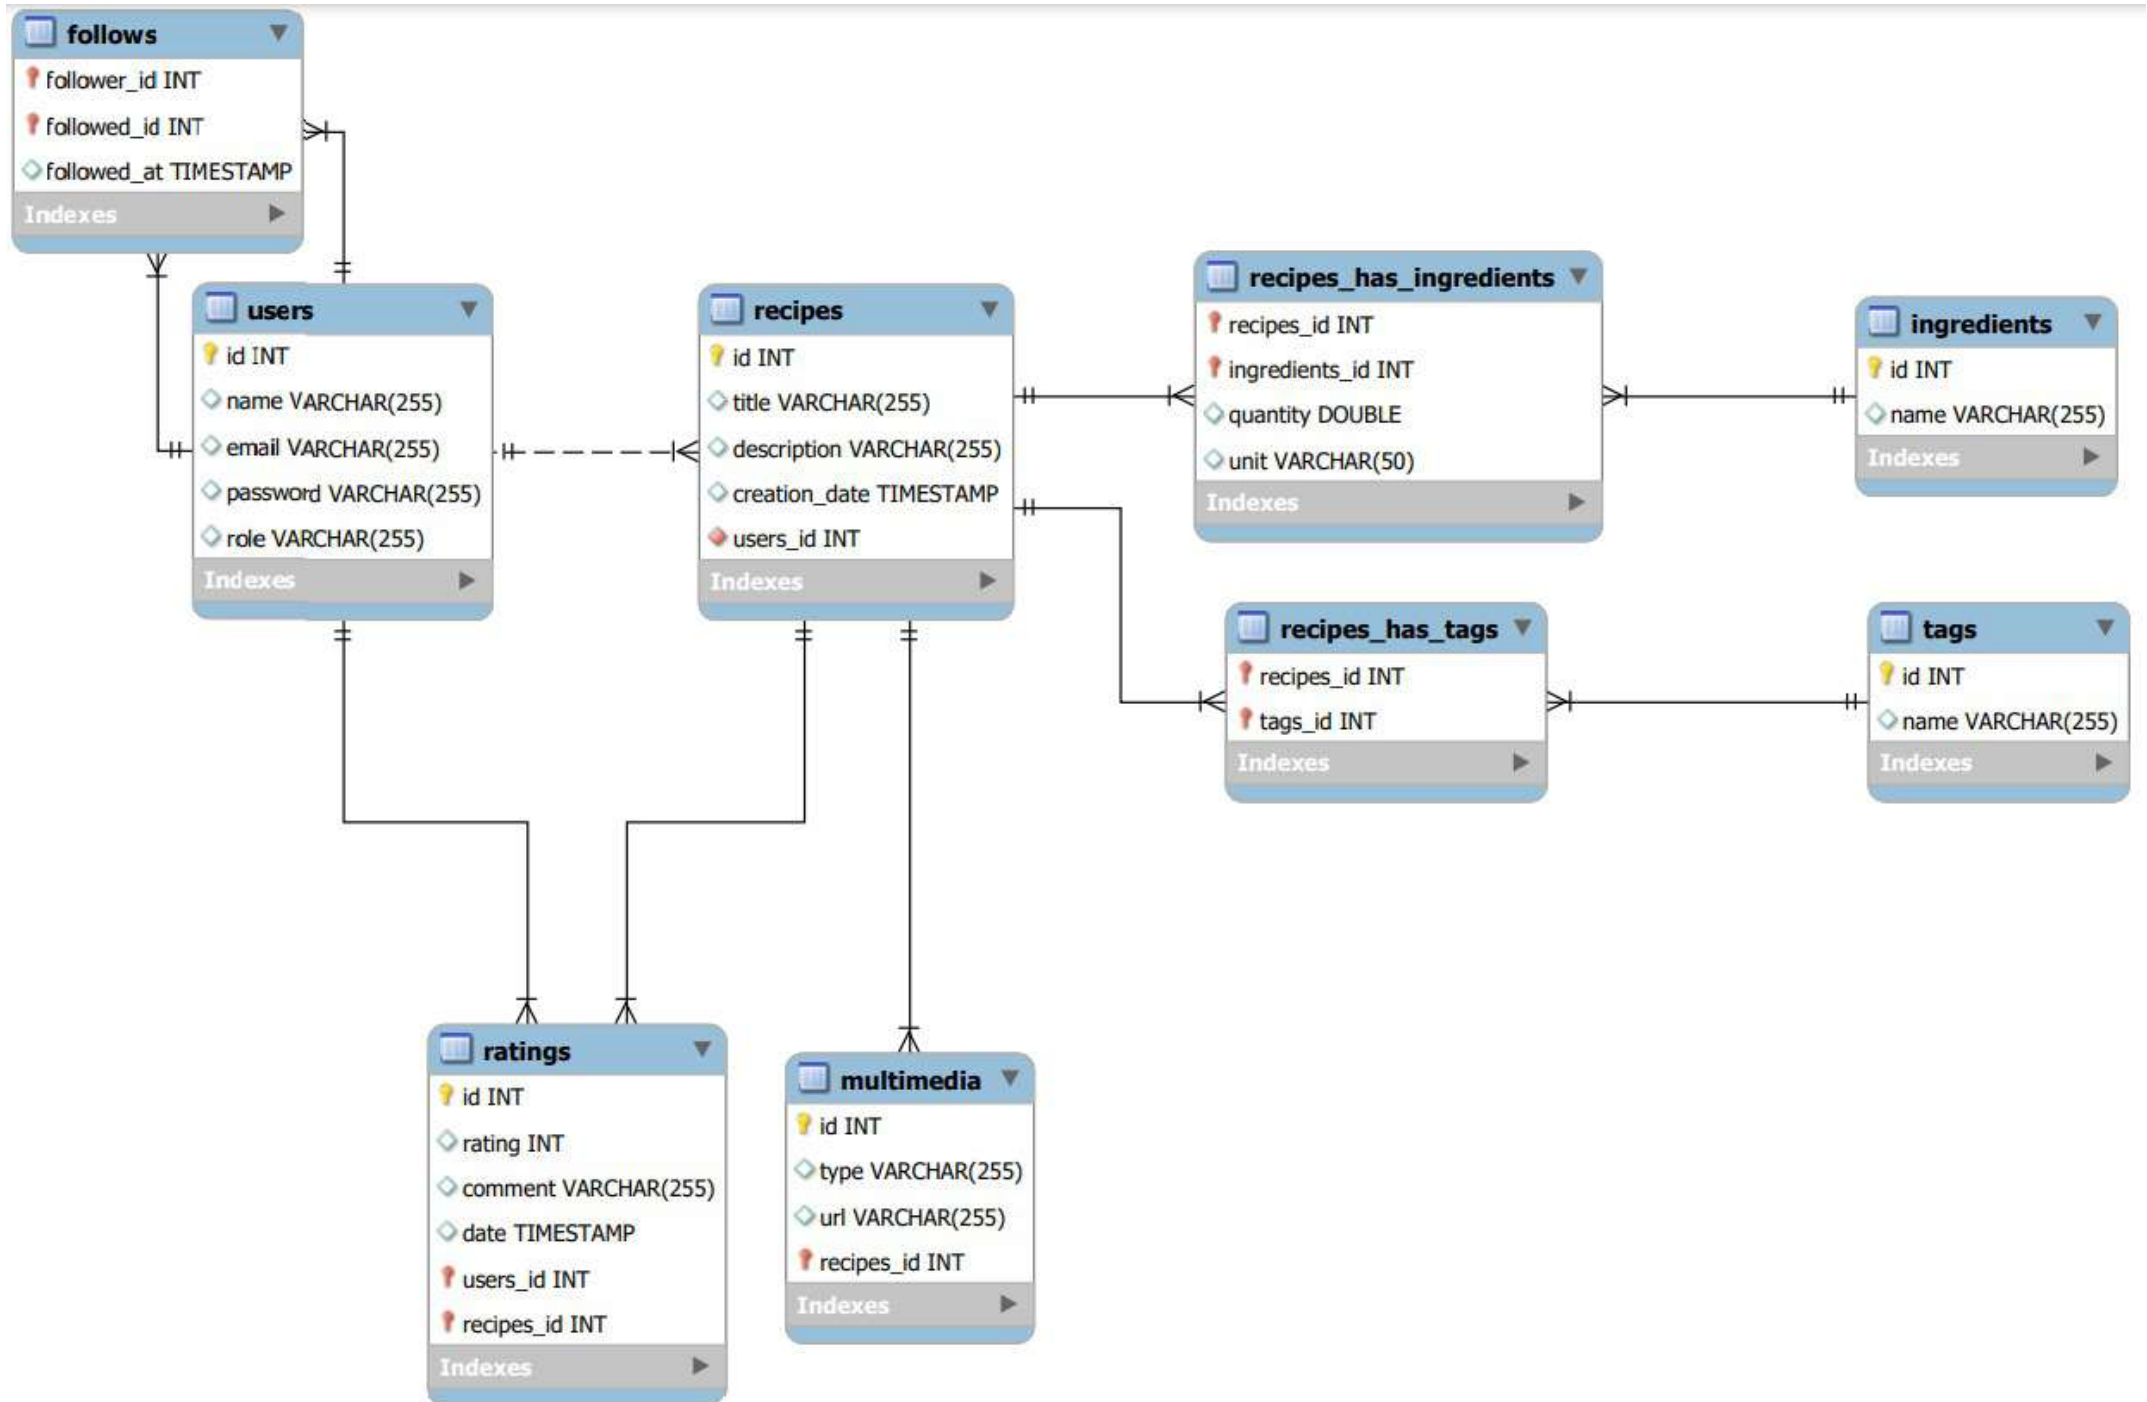 follows
follower_id INT
followed_id INT
followed_at TIMESTAMP
Indexes
users
id INT
name VARCHAR(255)
email VARCHAR(255)
password VARCHAR(255)
role VARCHAR(255)
Indexes
recipes
id INT
title VARCHAR(255)
description VARCHAR(255)
creation_date TIMESTAMP
users_id INT
Indexes
recipes_has_ingredients
recipes_id INT
ingredients_id INT
quantity DOUBLE
unit VARCHAR(50)
Indexes
ingredients
id INT
name VARCHAR(255)
Indexes
recipes_has_tags
recipes_id INT
tags_id INT
Indexes
tags
id INT
name VARCHAR(255)
Indexes
ratings
id INT
rating INT
comment VARCHAR(255)
date TIMESTAMP
users_id INT
recipes_id INT
Indexes
multimedia
id INT
type VARCHAR(255)
url VARCHAR(255)
recipes_id INT
Indexes